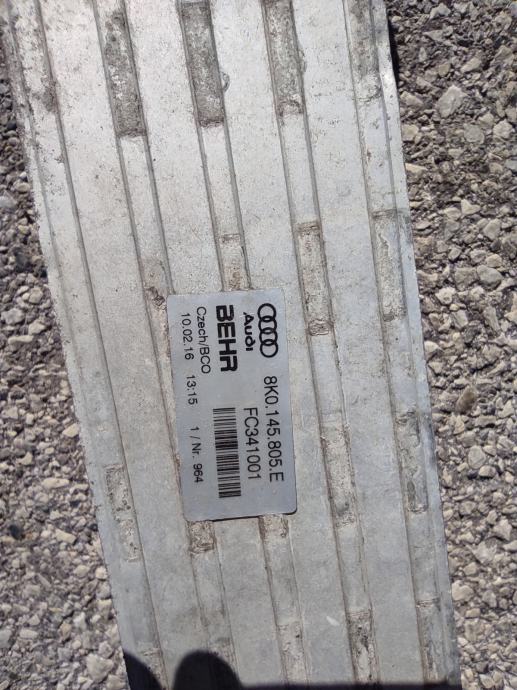 Audi
8K0.145.805.E
BEHR
FC341001
Czech/BCO
10.02.16 13:15 1 / Nr. 964